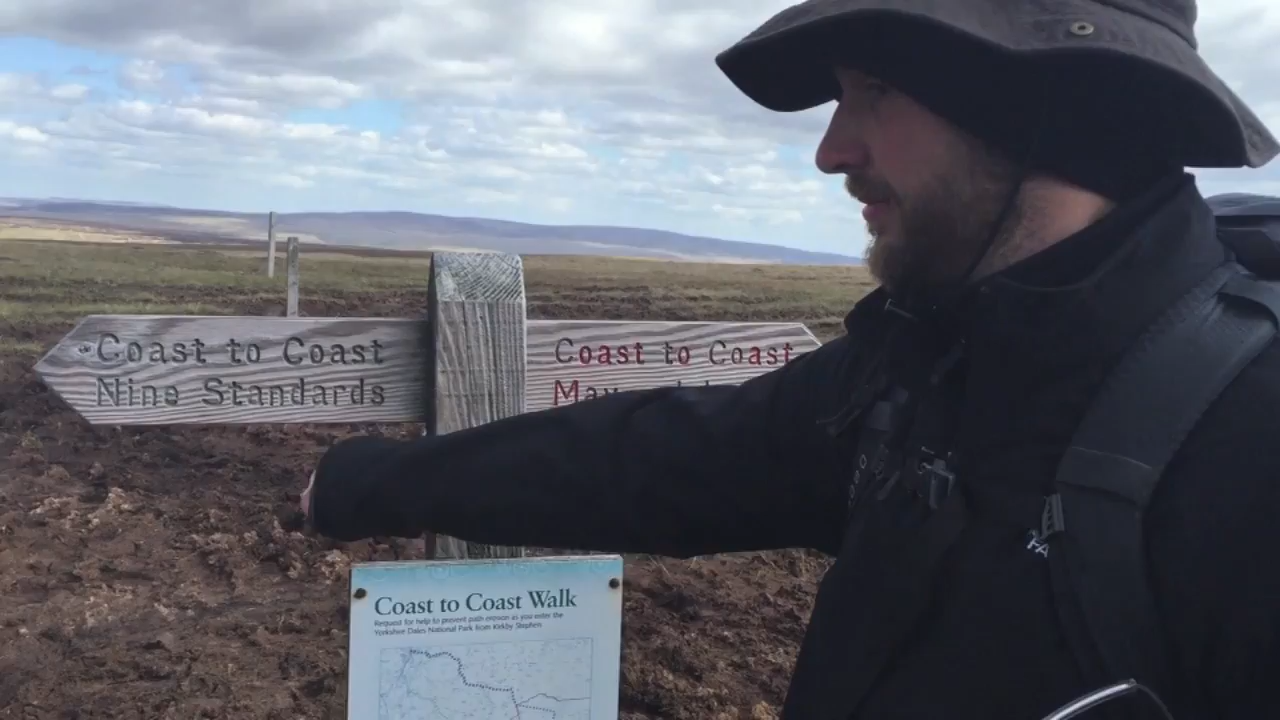 Coast to Coast
Nine Standards
Coast to Coast
Coast to Coast Walk
Request for help to prevent path erosion as you enter the
Yorkshire Dales National Park from Kirkby Stephen